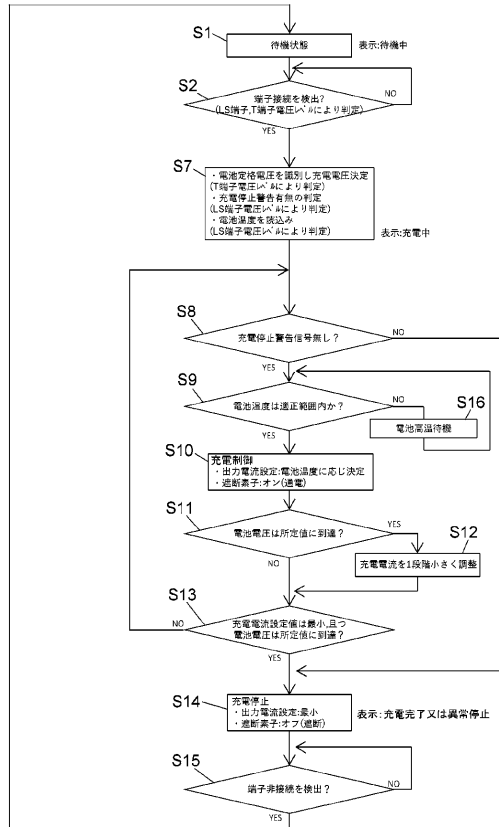 S1
待機状態
表示:待機中
S2
端子接続を検出?
(LS端子,T端子電圧レベルにより判定)
NO
YES
S7
・電池定格電圧を識別し充電電圧決定
(T端子電圧レベルにより判定)
・充電停止警告有無の判定
(LS端子電圧レベルにより判定)
・電池温度を読込み
(LS端子電圧レベルにより判定)
表示:充電中
S8
充電停止警告信号無し?
NO
YES
S9
電池温度は適正範囲内か?
NO
S16
電池高温待機
YES
S10
充電制御
・出力電流設定:電池温度に応じ決定
・遮断素子:オン(通電)
S11
電池電圧は所定値に到達?
YES
S12
充電電流を1段階小さく調整
NO
S13
充電電流設定値は最小,且つ
電池電圧は所定値に到達?
NO
YES
S14
充電停止
・出力電流設定:最小
・遮断素子:オフ(遮断)
表示:充電完了又は異常停止
S15
端子非接続を検出?
NO
YES